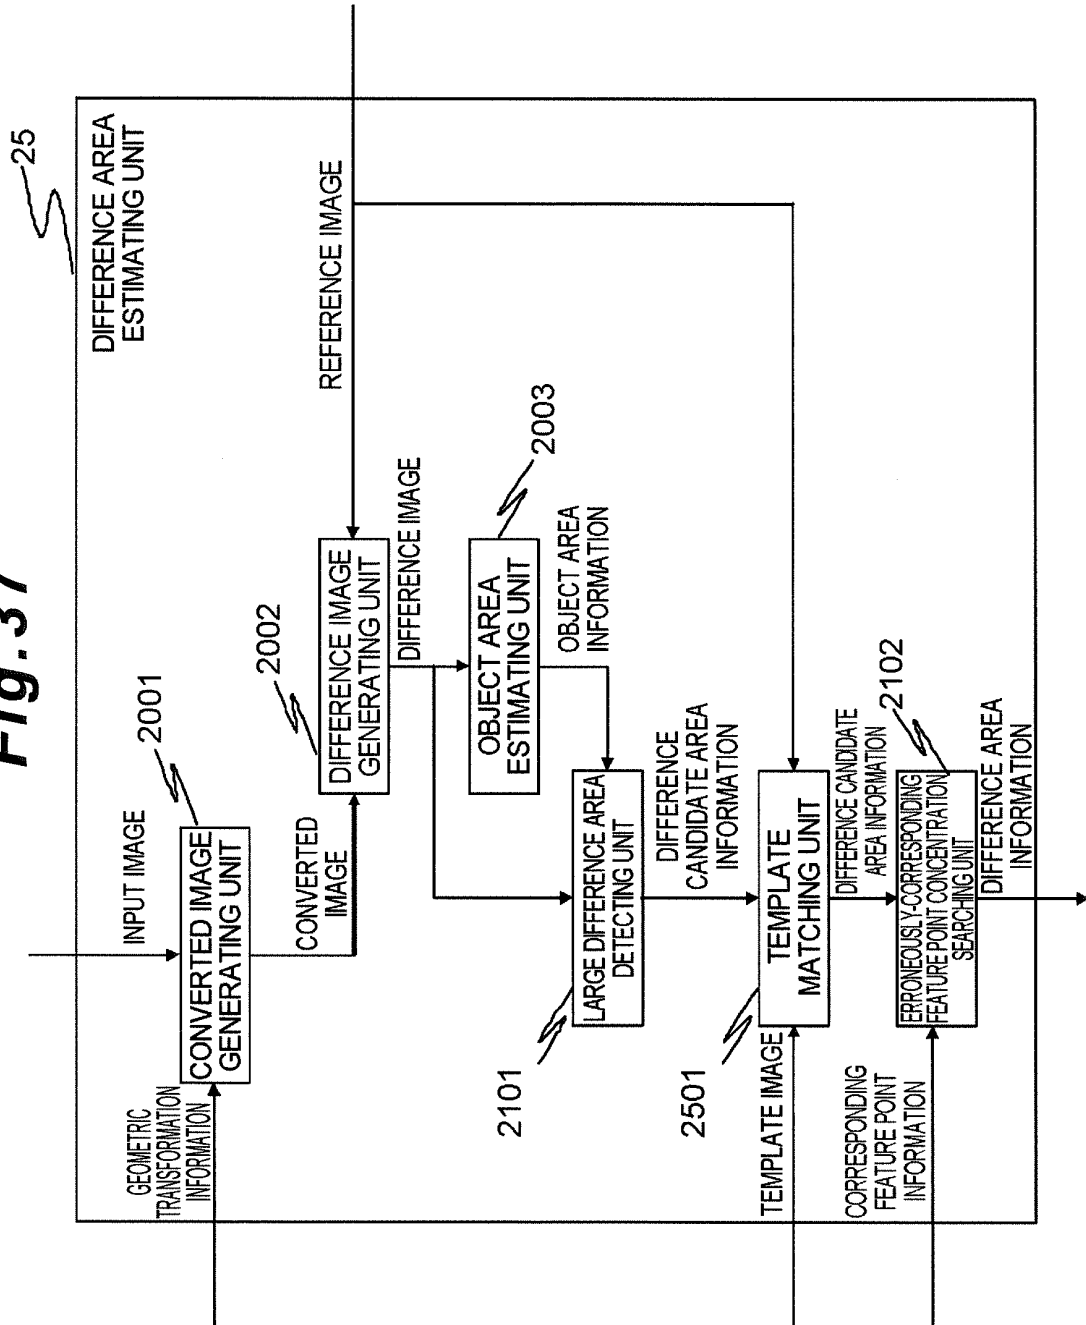 Fig.37
25
DIFFERENCE AREA
ESTIMATING UNIT
INPUT IMAGE
2001
GEOMETRIC
TRANSFORMATION
INFORMATION
CONVERTED IMAGE
GENERATING UNIT
CONVERTED
IMAGE
2002
REFERENCE IMAGE
DIFFERENCE IMAGE
GENERATING UNIT
DIFFERENCE IMAGE
2003
OBJECT AREA
ESTIMATING UNIT
OBJECT AREA
INFORMATION
2101
LARGE DIFFERENCE AREA
DETECTING UNIT
DIFFERENCE
CANDIDATE AREA
INFORMATION
2501
TEMPLATE IMAGE
TEMPLATE
MATCHING UNIT
DIFFERENCE CANDIDATE
AREA INFORMATION
2102
CORRESPONDING
FEATURE POINT
INFORMATION
ERRONEOUSLY-CORRESPONDING
FEATURE POINT CONCENTRATION
SEARCHING UNIT
DIFFERENCE AREA
INFORMATION